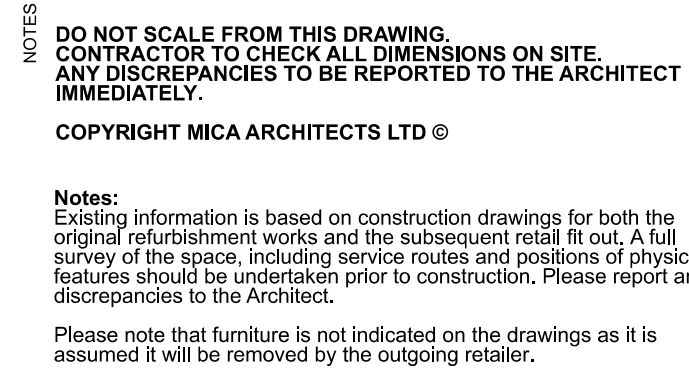 NOTES
DO NOT SCALE FROM THIS DRAWING.
CONTRACTOR TO CHECK ALL DIMENSIONS ON SITE.
ANY DISCREPANCIES TO BE REPORTED TO THE ARCHITECT
IMMEDIATELY.
COPYRIGHT MICA ARCHITECTS LTD ©
Notes:
Existing information is based on construction drawings for both the
original refurbishment works and the subsequent retail fit out. A full
survey of the space, including service routes and positions of physic
features should be undertaken prior to construction. Please report an
discrepancies to the Architect.
Please note that furniture is not indicated on the drawings as it is
assumed it will be removed by the outgoing retailer.